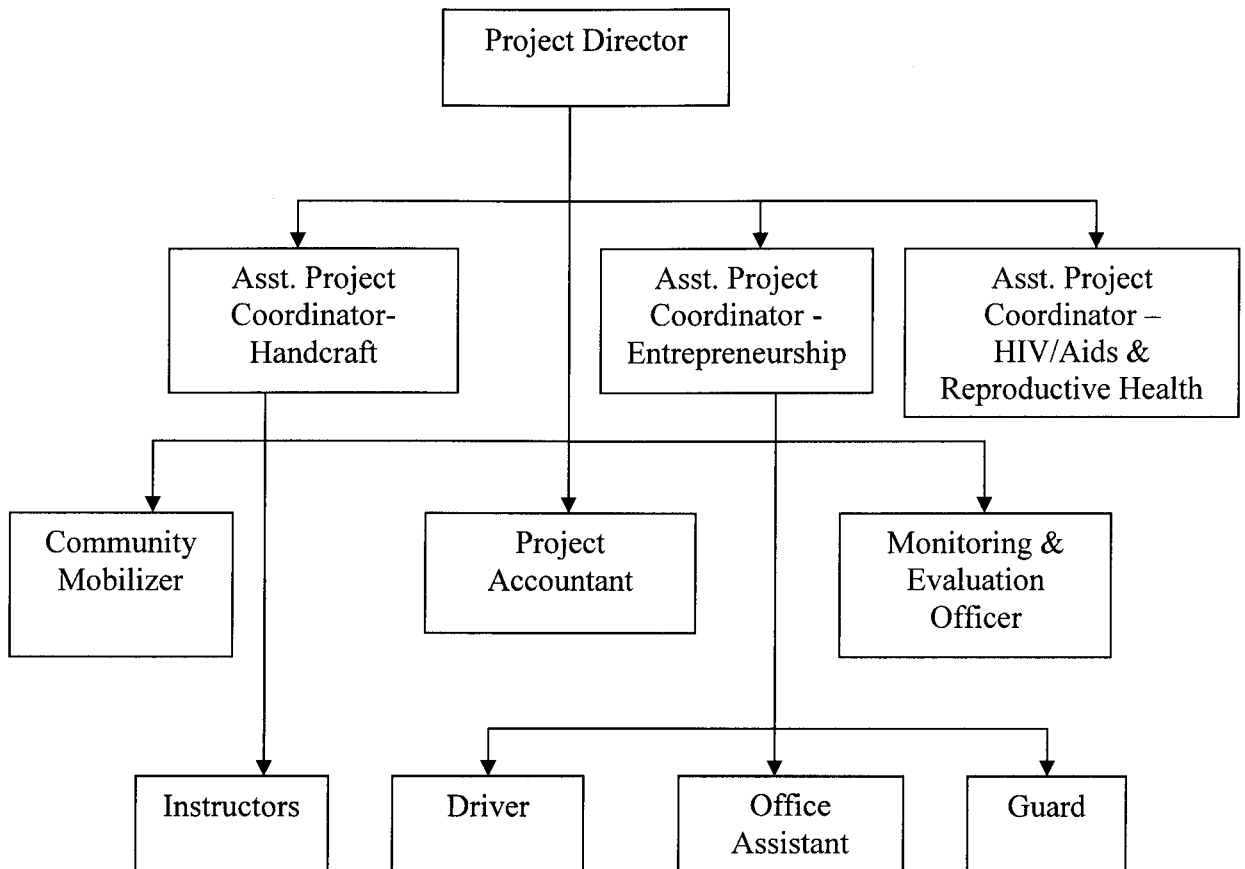 Project Director
Asst. Project
Coordinator-
Handcraft
Asst. Project
Coordinator -
Entrepreneurship
Asst. Project
Coordinator –
HIV/Aids &
Reproductive Health
Community
Mobilizer
Project
Accountant
Monitoring &
Evaluation
Officer
Instructors
Driver
Office
Assistant
Guard